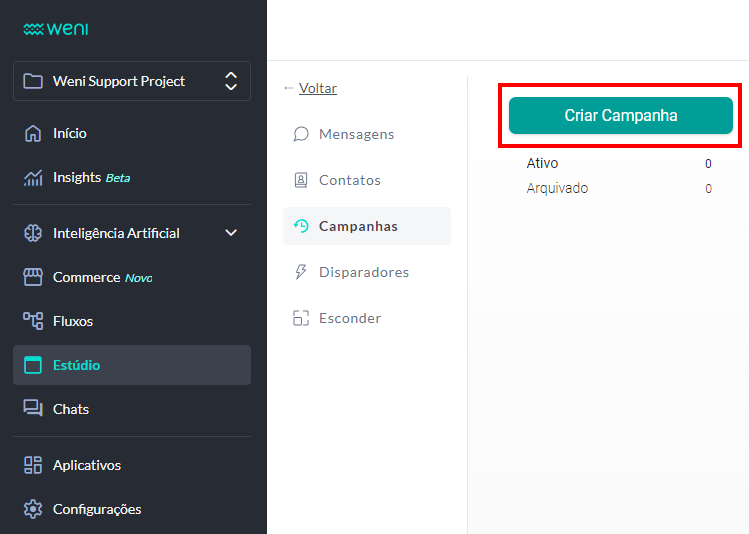 weni
Weni Support Project
Início
Insights Beta
Inteligência Artificial
Commerce Novo
Fluxos
Estúdio
Chats
Aplicativos
Configurações
← Voltar
Mensagens
Contatos
Campanhas
Disparadores
Esconder
Criar Campanha
Ativo 0
Arquivado 0